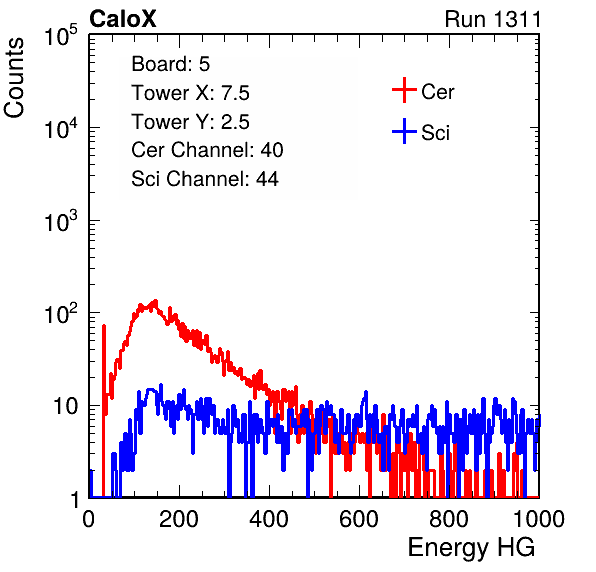 CaloX Run 1311
Counts
10^5
10^4
10^3
10^2
10
1
Board: 5
Tower X: 7.5
Tower Y: 2.5
Cer Channel: 40
Sci Channel: 44
Cer
Sci
0 200 400 600 800 1000
Energy HG